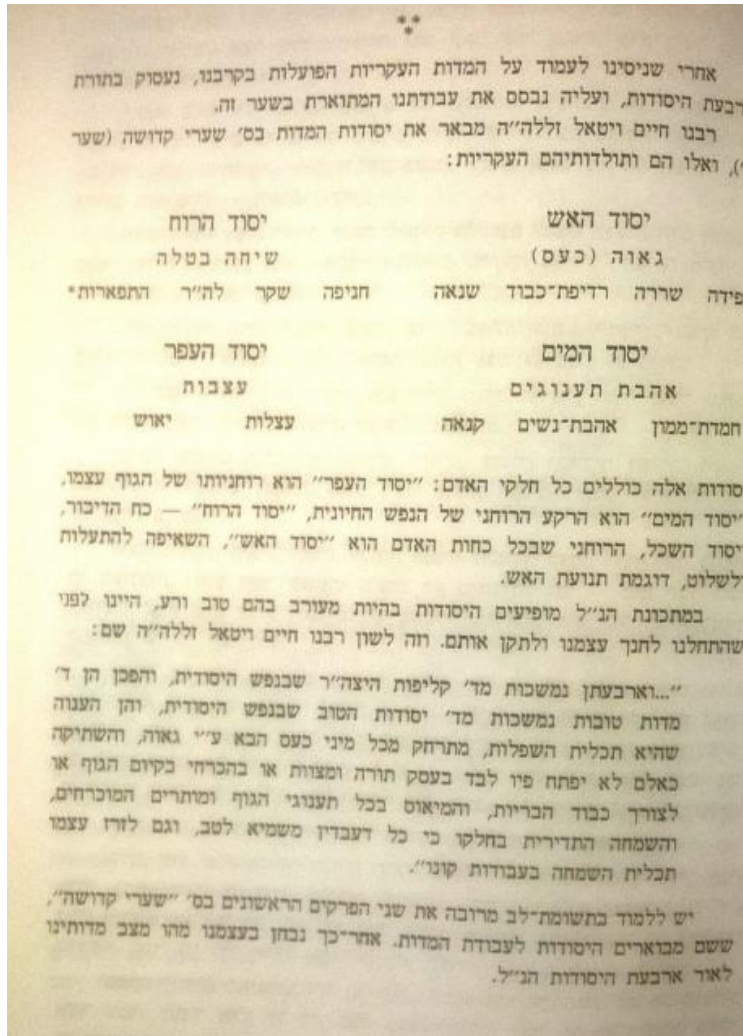 ***
אחרי שניסינו לעמוד על המדות העקריות הפועלות בקרבנו, נעסוק בתורת
רבעת היסודות, ועליה נבסס את עבודתנו המתוארת בשער זה.
רבנו חיים ויטאל זללה״ה מבאר את יסודות המדות בס׳ שערי קדושה (שער
׳), ואלו הם ותולדותיהם העקריות:
יסוד האש יסוד הרוח
גאוה (כעס) שיחה בטלה
פידה שררה רדיפת־כבוד שנאה חניפה שקר לה״ר התפארות*
יסוד המים יסוד העפר
אהבת תענוגים עצבות
חמדת־ממון אהבת־נשים קנאה עצלות יאוש
סודות אלה כוללים כל חלקי האדם: ״יסוד העפר״ הוא רוחניותו של הגוף עצמו,
״יסוד המים״ הוא הרקע הרוחני של הנפש החיונית, ״יסוד הרוח״ — כח הדיבור,
יסוד השכל, הרוחני שבכל כחות האדם הוא ״יסוד האש״, השאיפה להתעלות
לשלוט, דוגמת תנועת האש.
במתכונת הנ״ל מופיעים היסודות בהיות מעורב בהם טוב ורע, היינו לפני
שהתחלנו לחנך עצמנו ולתקן אותם. וזה לשון רבנו חיים ויטאל זללה״ה שם:
״...וארבעתן נמשכות מד׳ קליפות היצה״ר שבנפש היסודית, והפכן הן ד׳
מדות טובות נמשכות מד׳ יסודות הטוב שבנפש היסודית, והן הענוה
שהיא תכלית השפלות, מתרחק מכל מיני כעס הבא ע״י גאוה, והשתיקה
כאלם לא יפתח פיו לבד בעסק תורה ומצוות או בהכרחי בקיום הגוף או
לצורך כבוד הבריות, והמיאוס בכל תענוגי הגוף ומותרים המוכרחים,
והשמחה התדירית בחלקו כי כל דעבדין משמיא לטב, וגם לזרז עצמו
תכלית השמחה בעבודות קונו״.
יש ללמוד בתשומת־לב מרובה את שני הפרקים הראשונים בס׳ ״שערי קדושה״,
ששם מבוארים היסודות לעבודת המדות. אחר־כך נבחן בעצמנו מהו מצב מדותינו
לאור ארבעת היסודות הנ״ל.